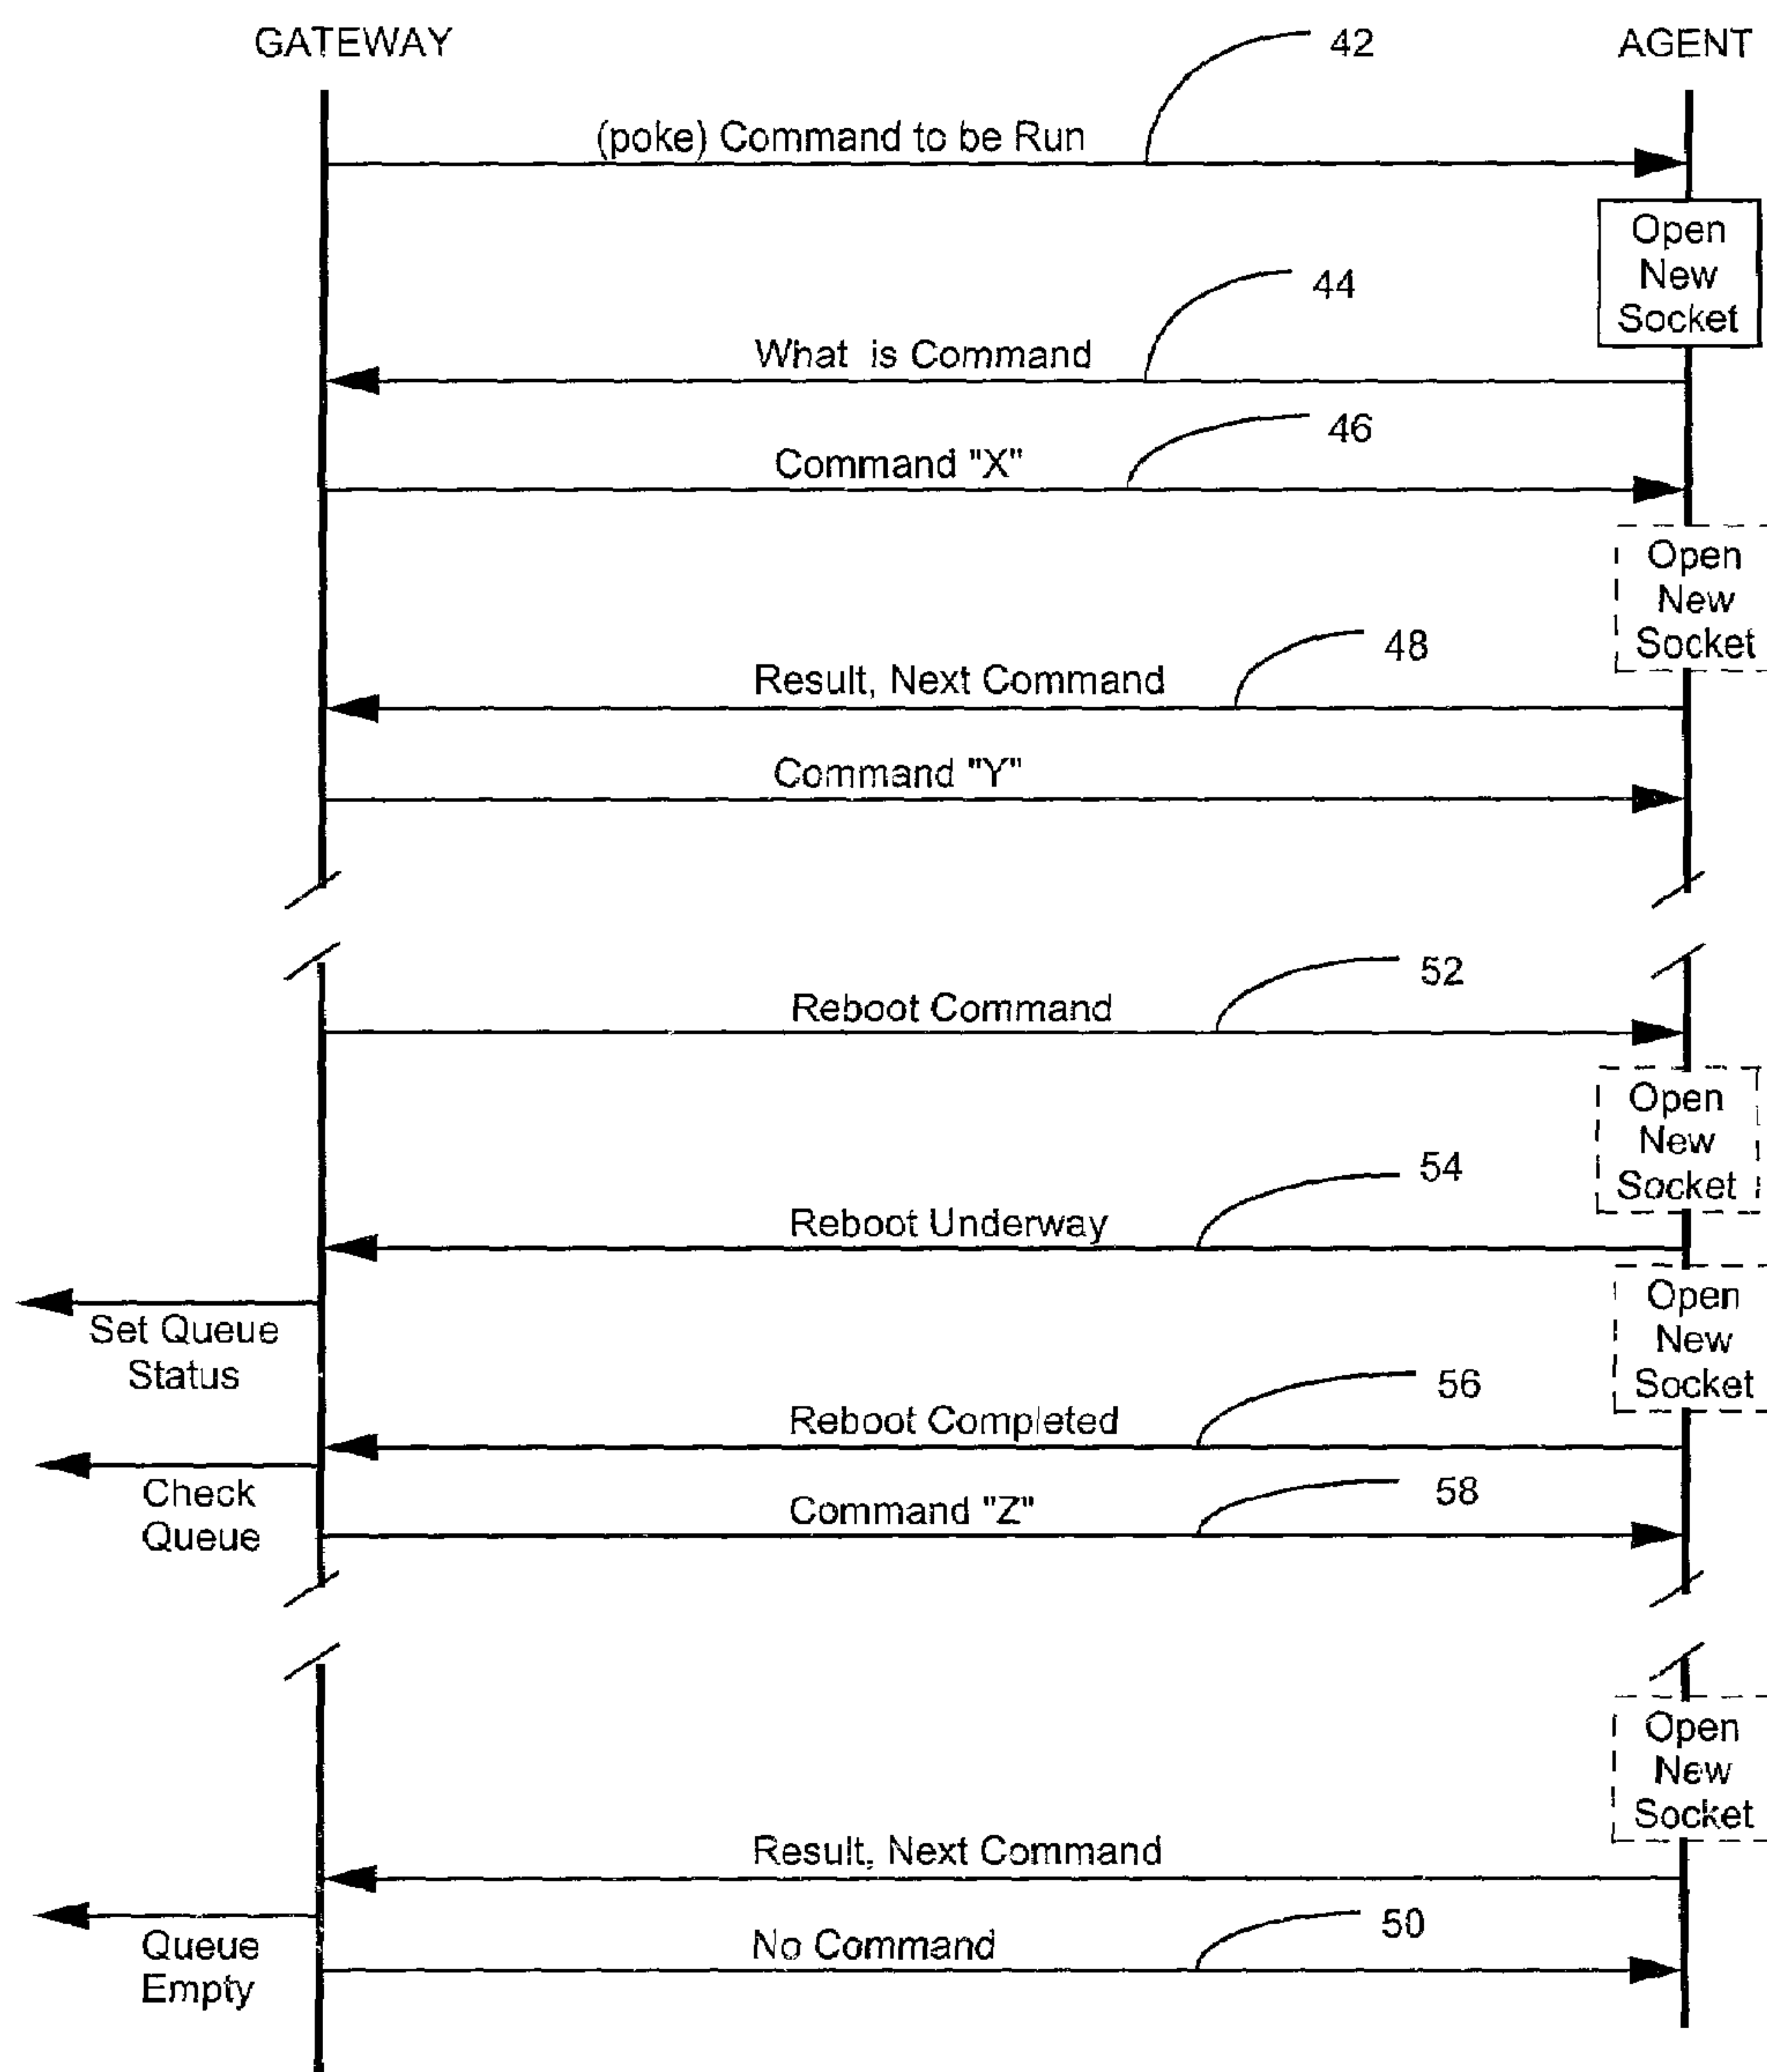 GATEWAY
42
AGENT
(poke) Command to be Run
Open
New
Socket
44
What is Command
46
Command "X"
Open
New
Socket
48
Result, Next Command
Command "Y"
52
Reboot Command
Open
New
Socket
54
Reboot Underway
Set Queue
Status
Open
New
Socket
56
Reboot Completed
Check
Queue
58
Command "Z"
Open
New
Socket
Result, Next Command
Queue
Empty
50
No Command